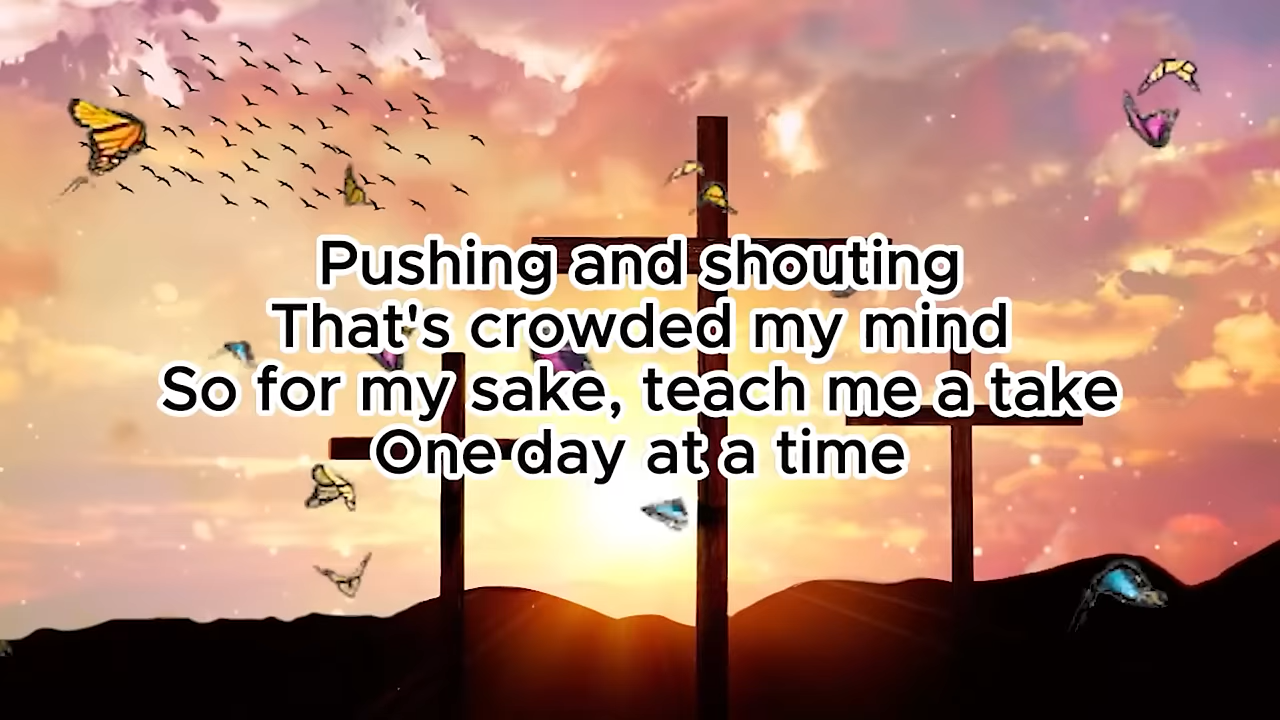 Pushing and shouting
That's crowded my mind
So for my sake, teach me a take
One day at a time